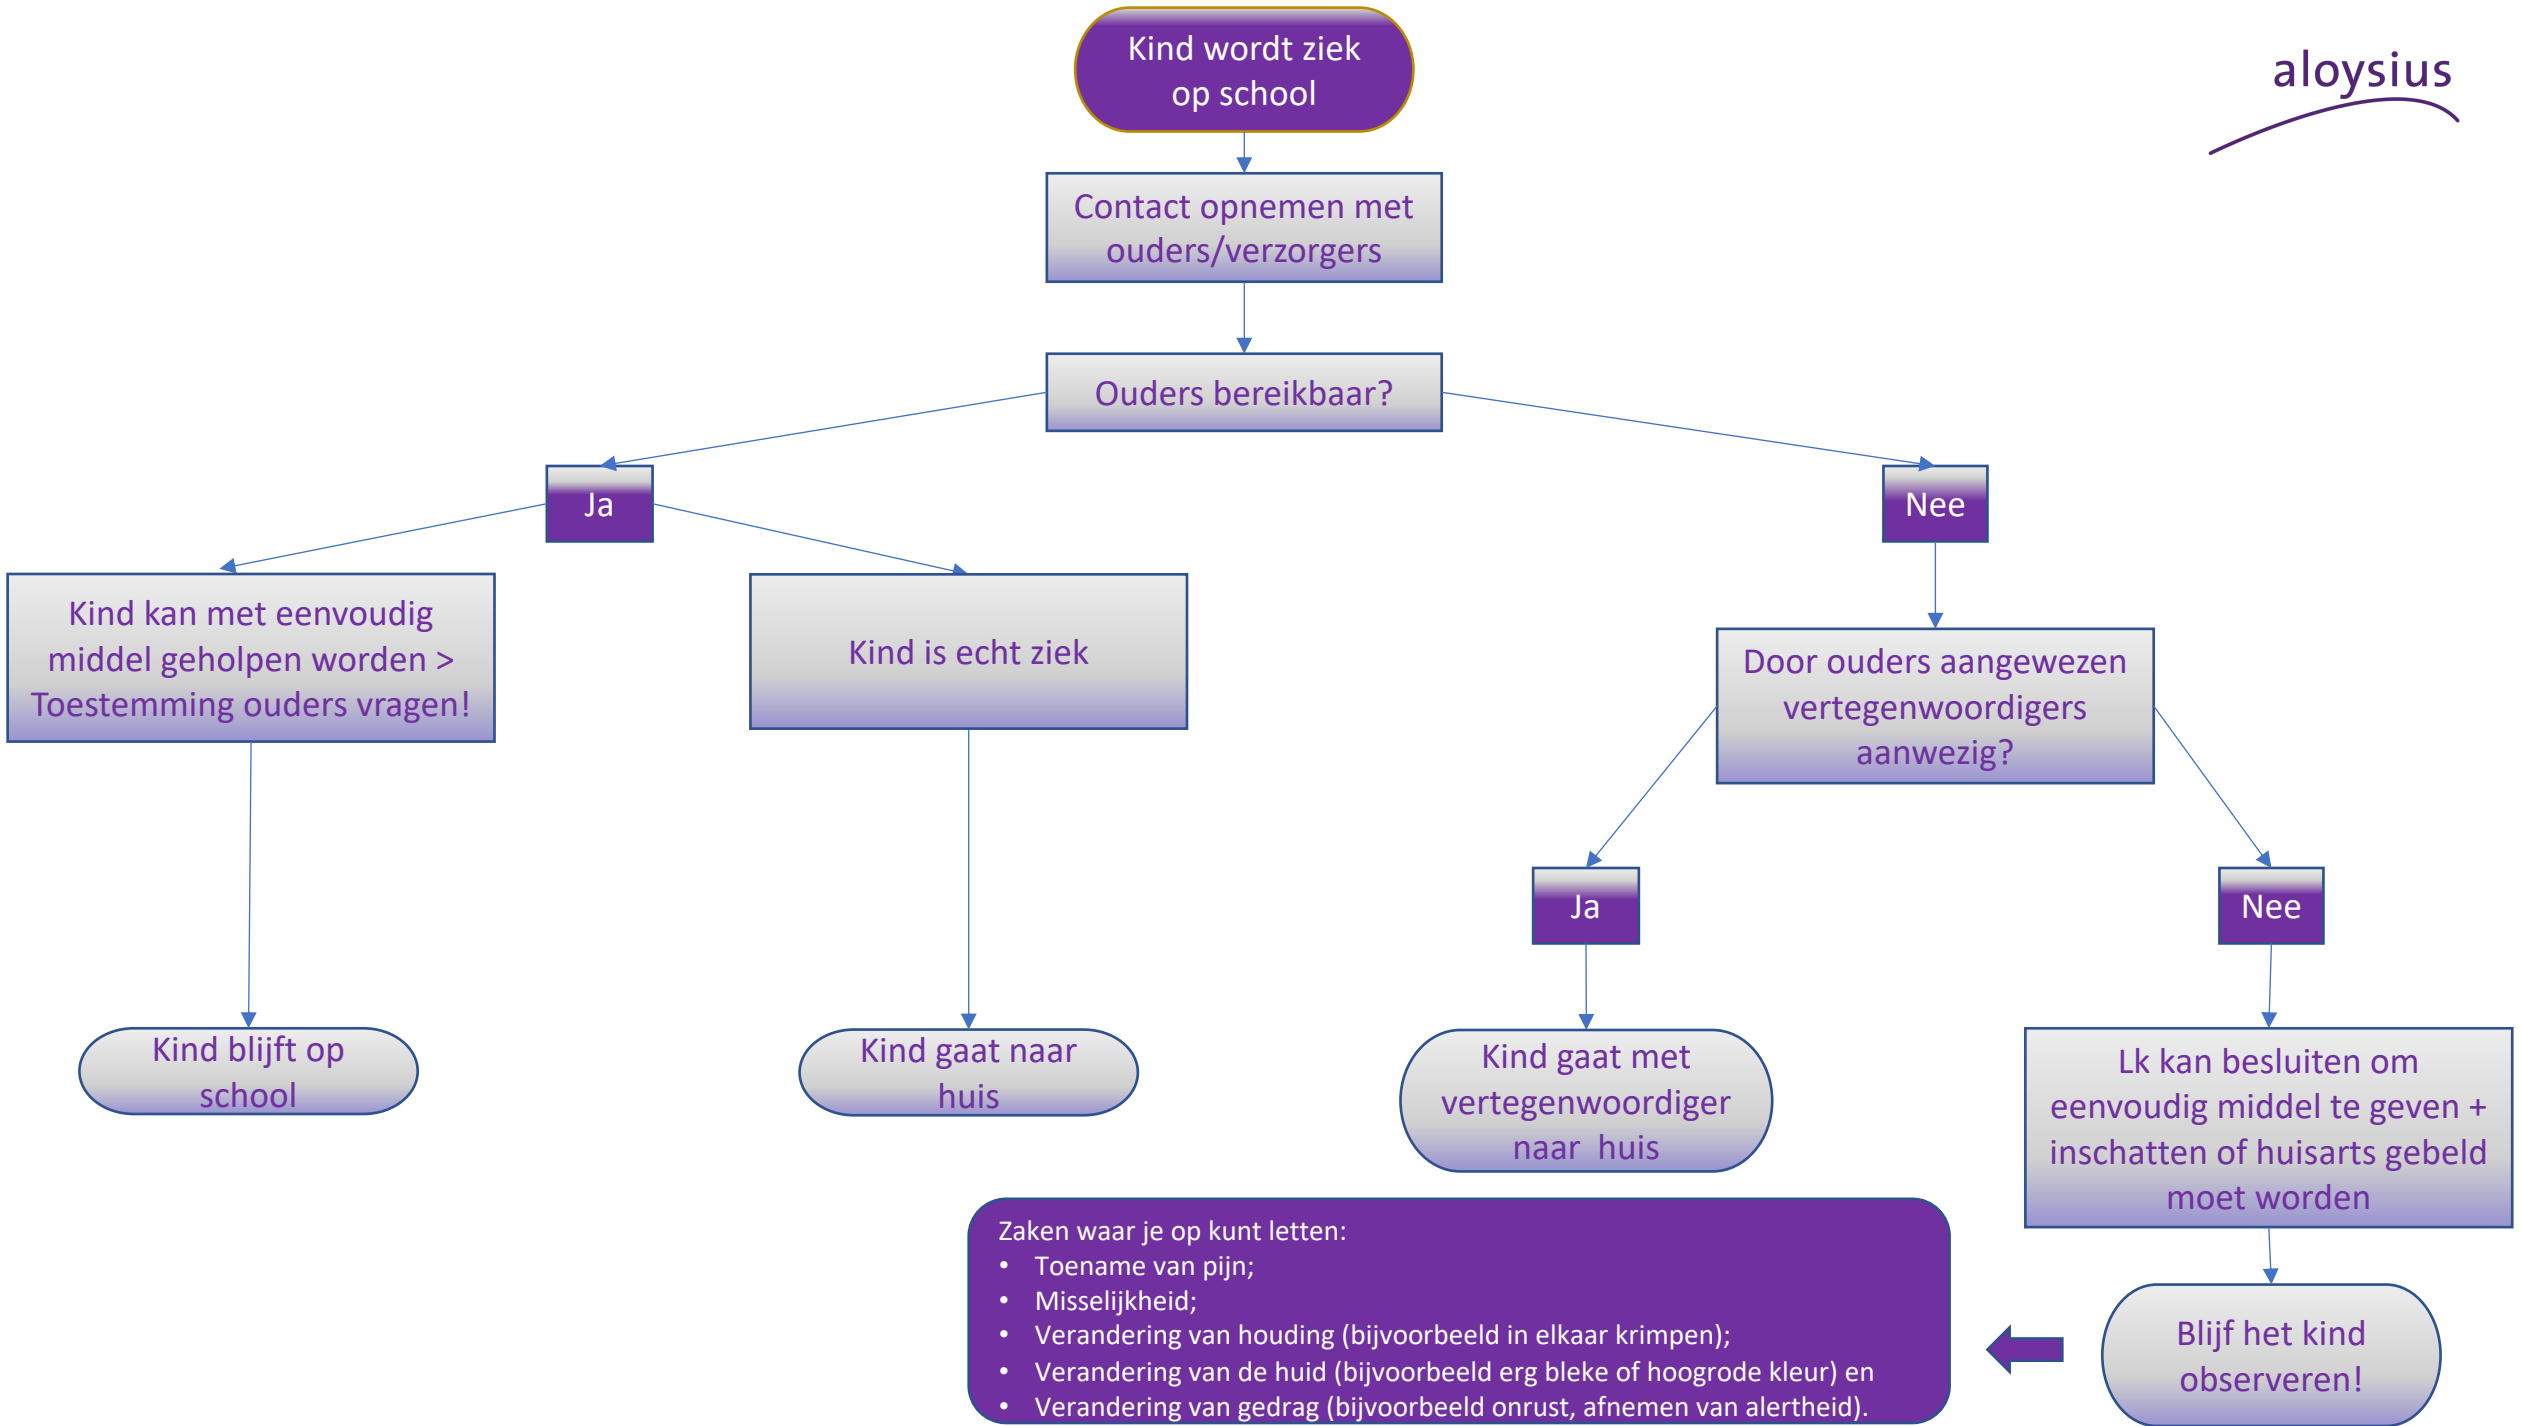 Kind wordt ziek
op school
aloysius
Contact opnemen met
ouders/verzorgers
Ouders bereikbaar?
Ja
Nee
Kind kan met eenvoudig
middel geholpen worden >
Toestemming ouders vragen!
Kind is echt ziek
Door ouders aangewezen
vertegenwoordigers
aanwezig?
Ja
Nee
Kind blijft op
school
Kind gaat naar
huis
Kind gaat met
vertegenwoordiger
naar huis
Lk kan besluiten om
eenvoudig middel te geven +
inschatten of huisarts gebeld
moet worden
Zaken waar je op kunt letten:
• Toename van pijn;
• Misselijkheid;
• Verandering van houding (bijvoorbeeld in elkaar krimpen);
• Verandering van de huid (bijvoorbeeld erg bleke of hoogrode kleur) en
• Verandering van gedrag (bijvoorbeeld onrust, afnemen van alertheid).
Blijf het kind
observeren!